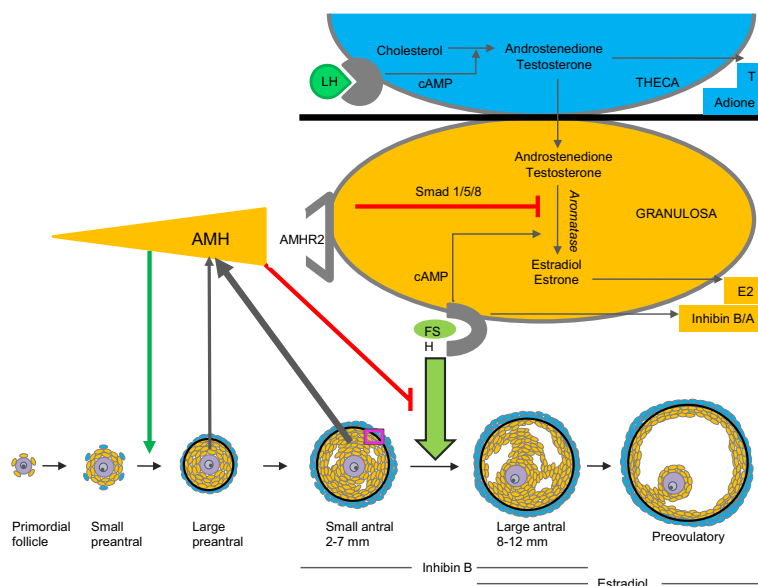 Cholesterol
Androstenedione
Testosterone
LH
cAMP
THECA
T
Adione
Androstenedione
Testosterone
Smad 1/5/8
Aromatase
GRANULOSA
AMH
AMHR2
cAMP
Estradiol
Estrone
E2
Inhibin B/A
FS
H
Primordial
follicle
Small
preantral
Large
preantral
Small antral
2-7 mm
Large antral
8-12 mm
Preovulatory
Inhibin B
Estradiol